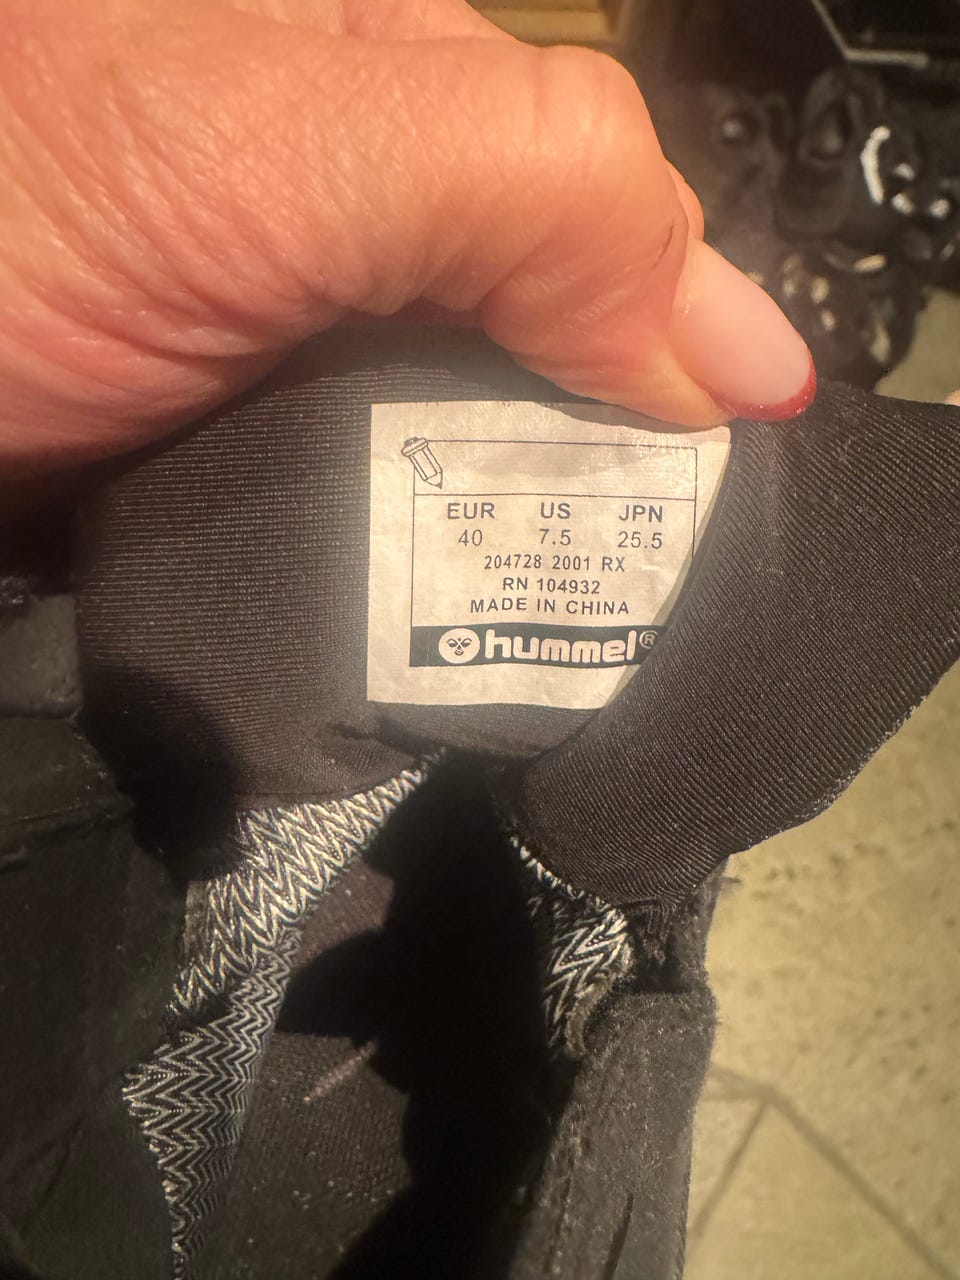 EUR US JPN
40 7.5 25.5
204728 2001 RX
RN 104932
MADE IN CHINA
hummel®